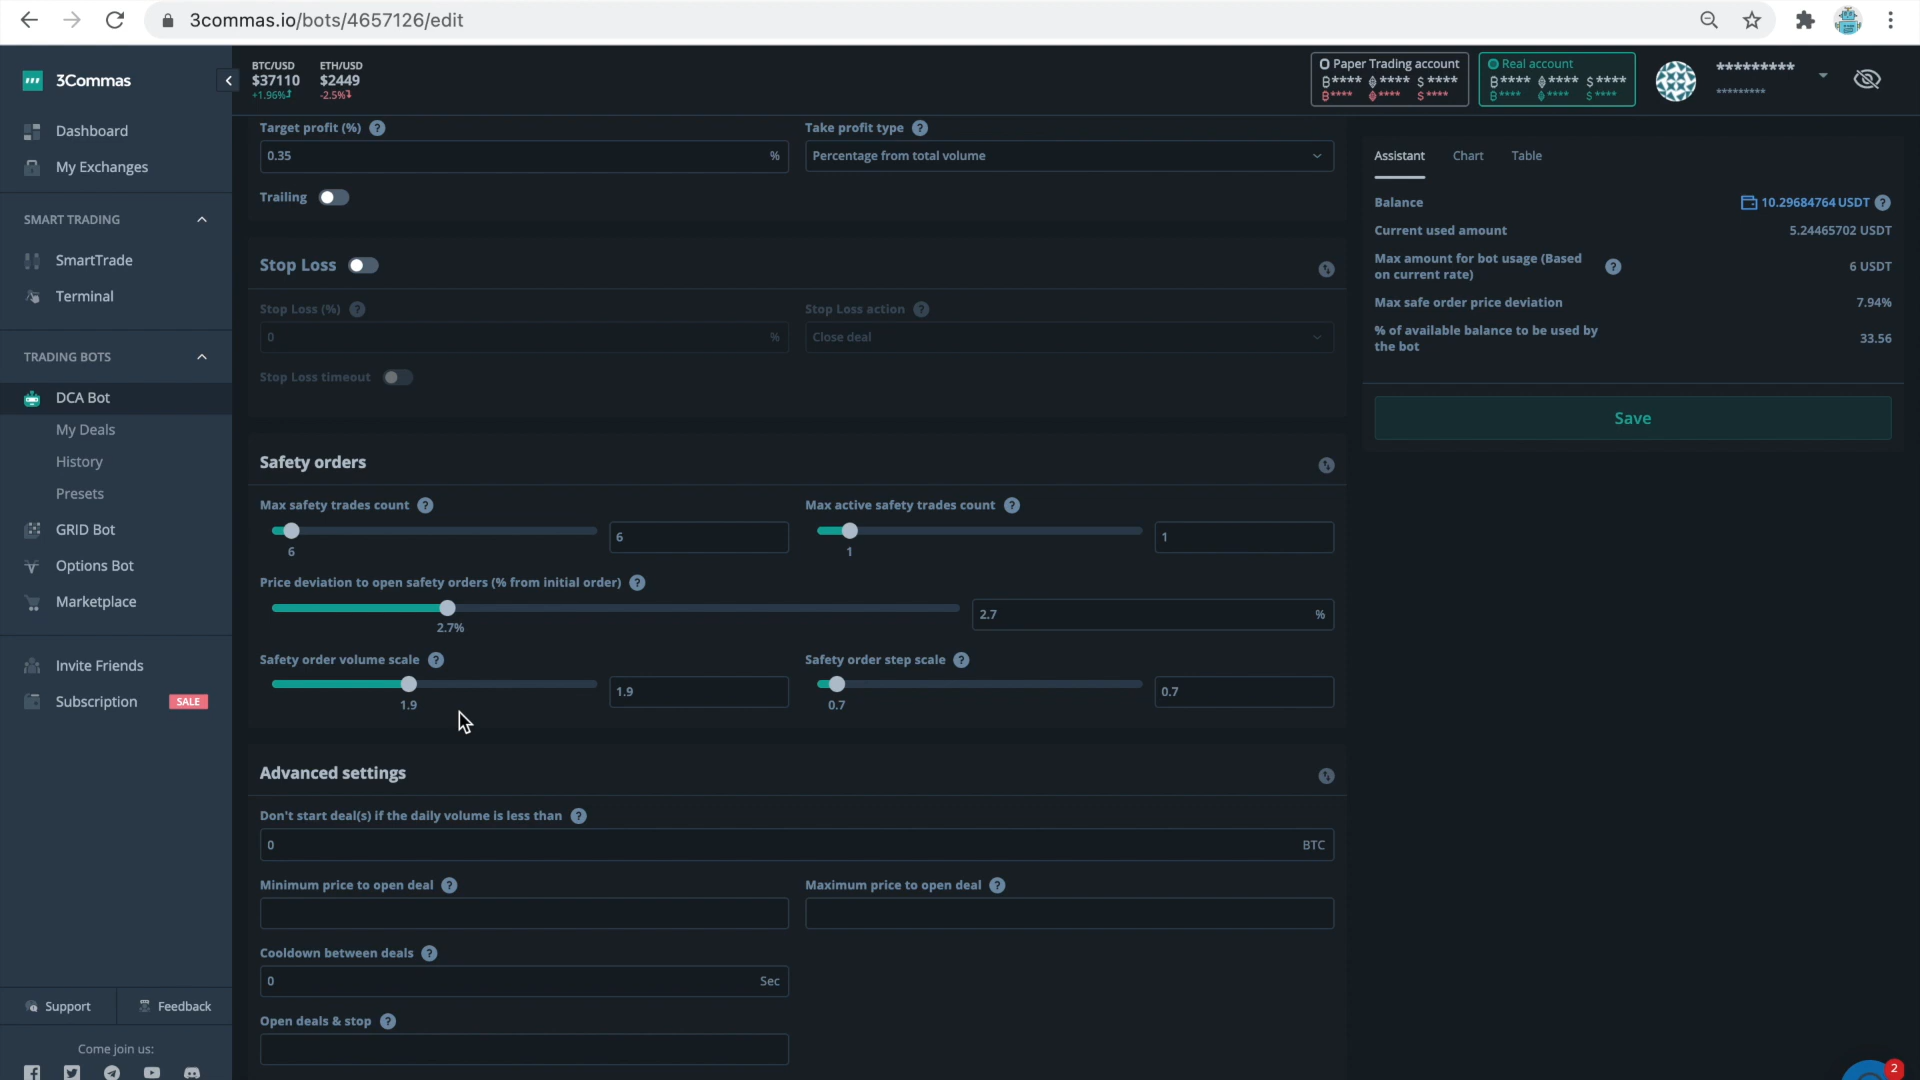 3commas.io/bots/4657126/edit
3Commas
BTC/USD
$37110
+1.96%
ETH/USD
$2449
-2.5%
Paper Trading account
**** **** $ ****
**** **** $ ****
Real account
**** **** $ ****
**** **** $ ****
*********
*********
Dashboard
My Exchanges
SMART TRADING
SmartTrade
Terminal
TRADING BOTS
DCA Bot
My Deals
History
Presets
GRID Bot
Options Bot
Marketplace
Invite Friends
Subscription SALE
Support
Feedback
Come join us:
Target profit (%) ?
0.35 %
Take profit type ?
Percentage from total volume
Trailing
Stop Loss
Stop Loss (%) ?
0 %
Stop Loss action ?
Close deal
Stop Loss timeout
Safety orders
Max safety trades count ?
6
6
Max active safety trades count ?
1
1
Price deviation to open safety orders (% from initial order) ?
2.7%
2.7 %
Safety order volume scale ?
1.9
1.9
Safety order step scale ?
0.7
0.7
Advanced settings
Don't start deal(s) if the daily volume is less than ?
0 BTC
Minimum price to open deal ?
Maximum price to open deal ?
Cooldown between deals ?
0 Sec
Open deals & stop ?
Assistant
Chart
Table
Balance 10.29684764 USDT ?
Current used amount 5.24465702 USDT
Max amount for bot usage (Based
on current rate) ? 6 USDT
Max safe order price deviation 7.94%
% of available balance to be used by
the bot 33.56
Save
2